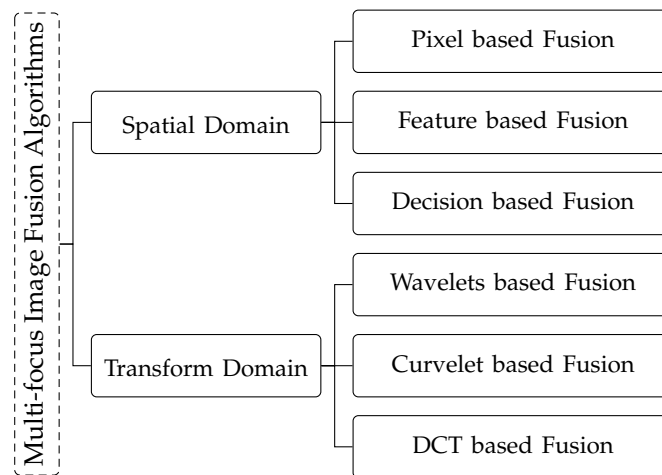 Multi-focus Image Fusion Algorithms
Spatial Domain
Pixel based Fusion
Feature based Fusion
Decision based Fusion
Transform Domain
Wavelets based Fusion
Curvelet based Fusion
DCT based Fusion